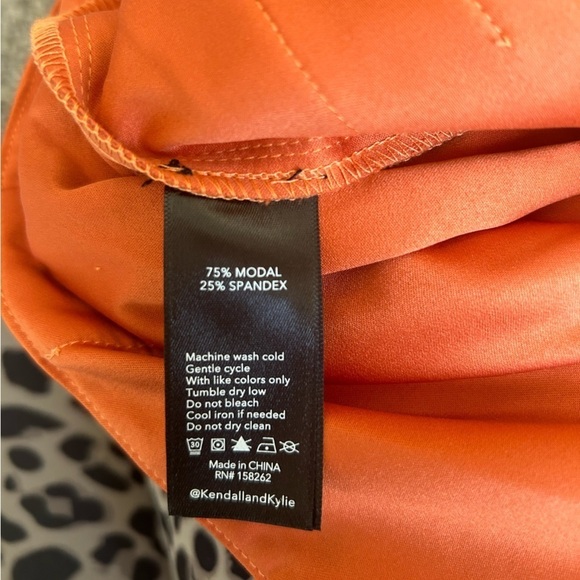 75% MODAL
25% SPANDEX
Machine wash cold
Gentle cycle
With like colors only
Tumble dry low
Do not bleach
Cool iron if needed
Do not dry clean
30
Made in CHINA
RN# 158262
@KendallandKylie